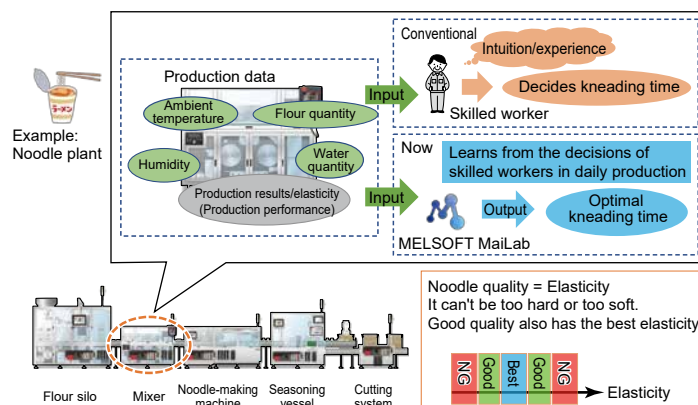 Example:
Noodle plant
ラーメン
Production data
Ambient
temperature
Flour quantity
Humidity
Water
quantity
Production results/elasticity
(Production performance)
Input
Input
Conventional
Intuition/experience
Skilled worker
Decides kneading time
Now
Learns from the decisions of
skilled workers in daily production
MELSOFT MaiLab
Output
Optimal
kneading time
Flour silo
Mixer
Noodle-making
machine
Seasoning
vessel
Cutting
system
Noodle quality = Elasticity
It can't be too hard or too soft.
Good quality also has the best elasticity
NG
Good
Best
Good
NG
Elasticity